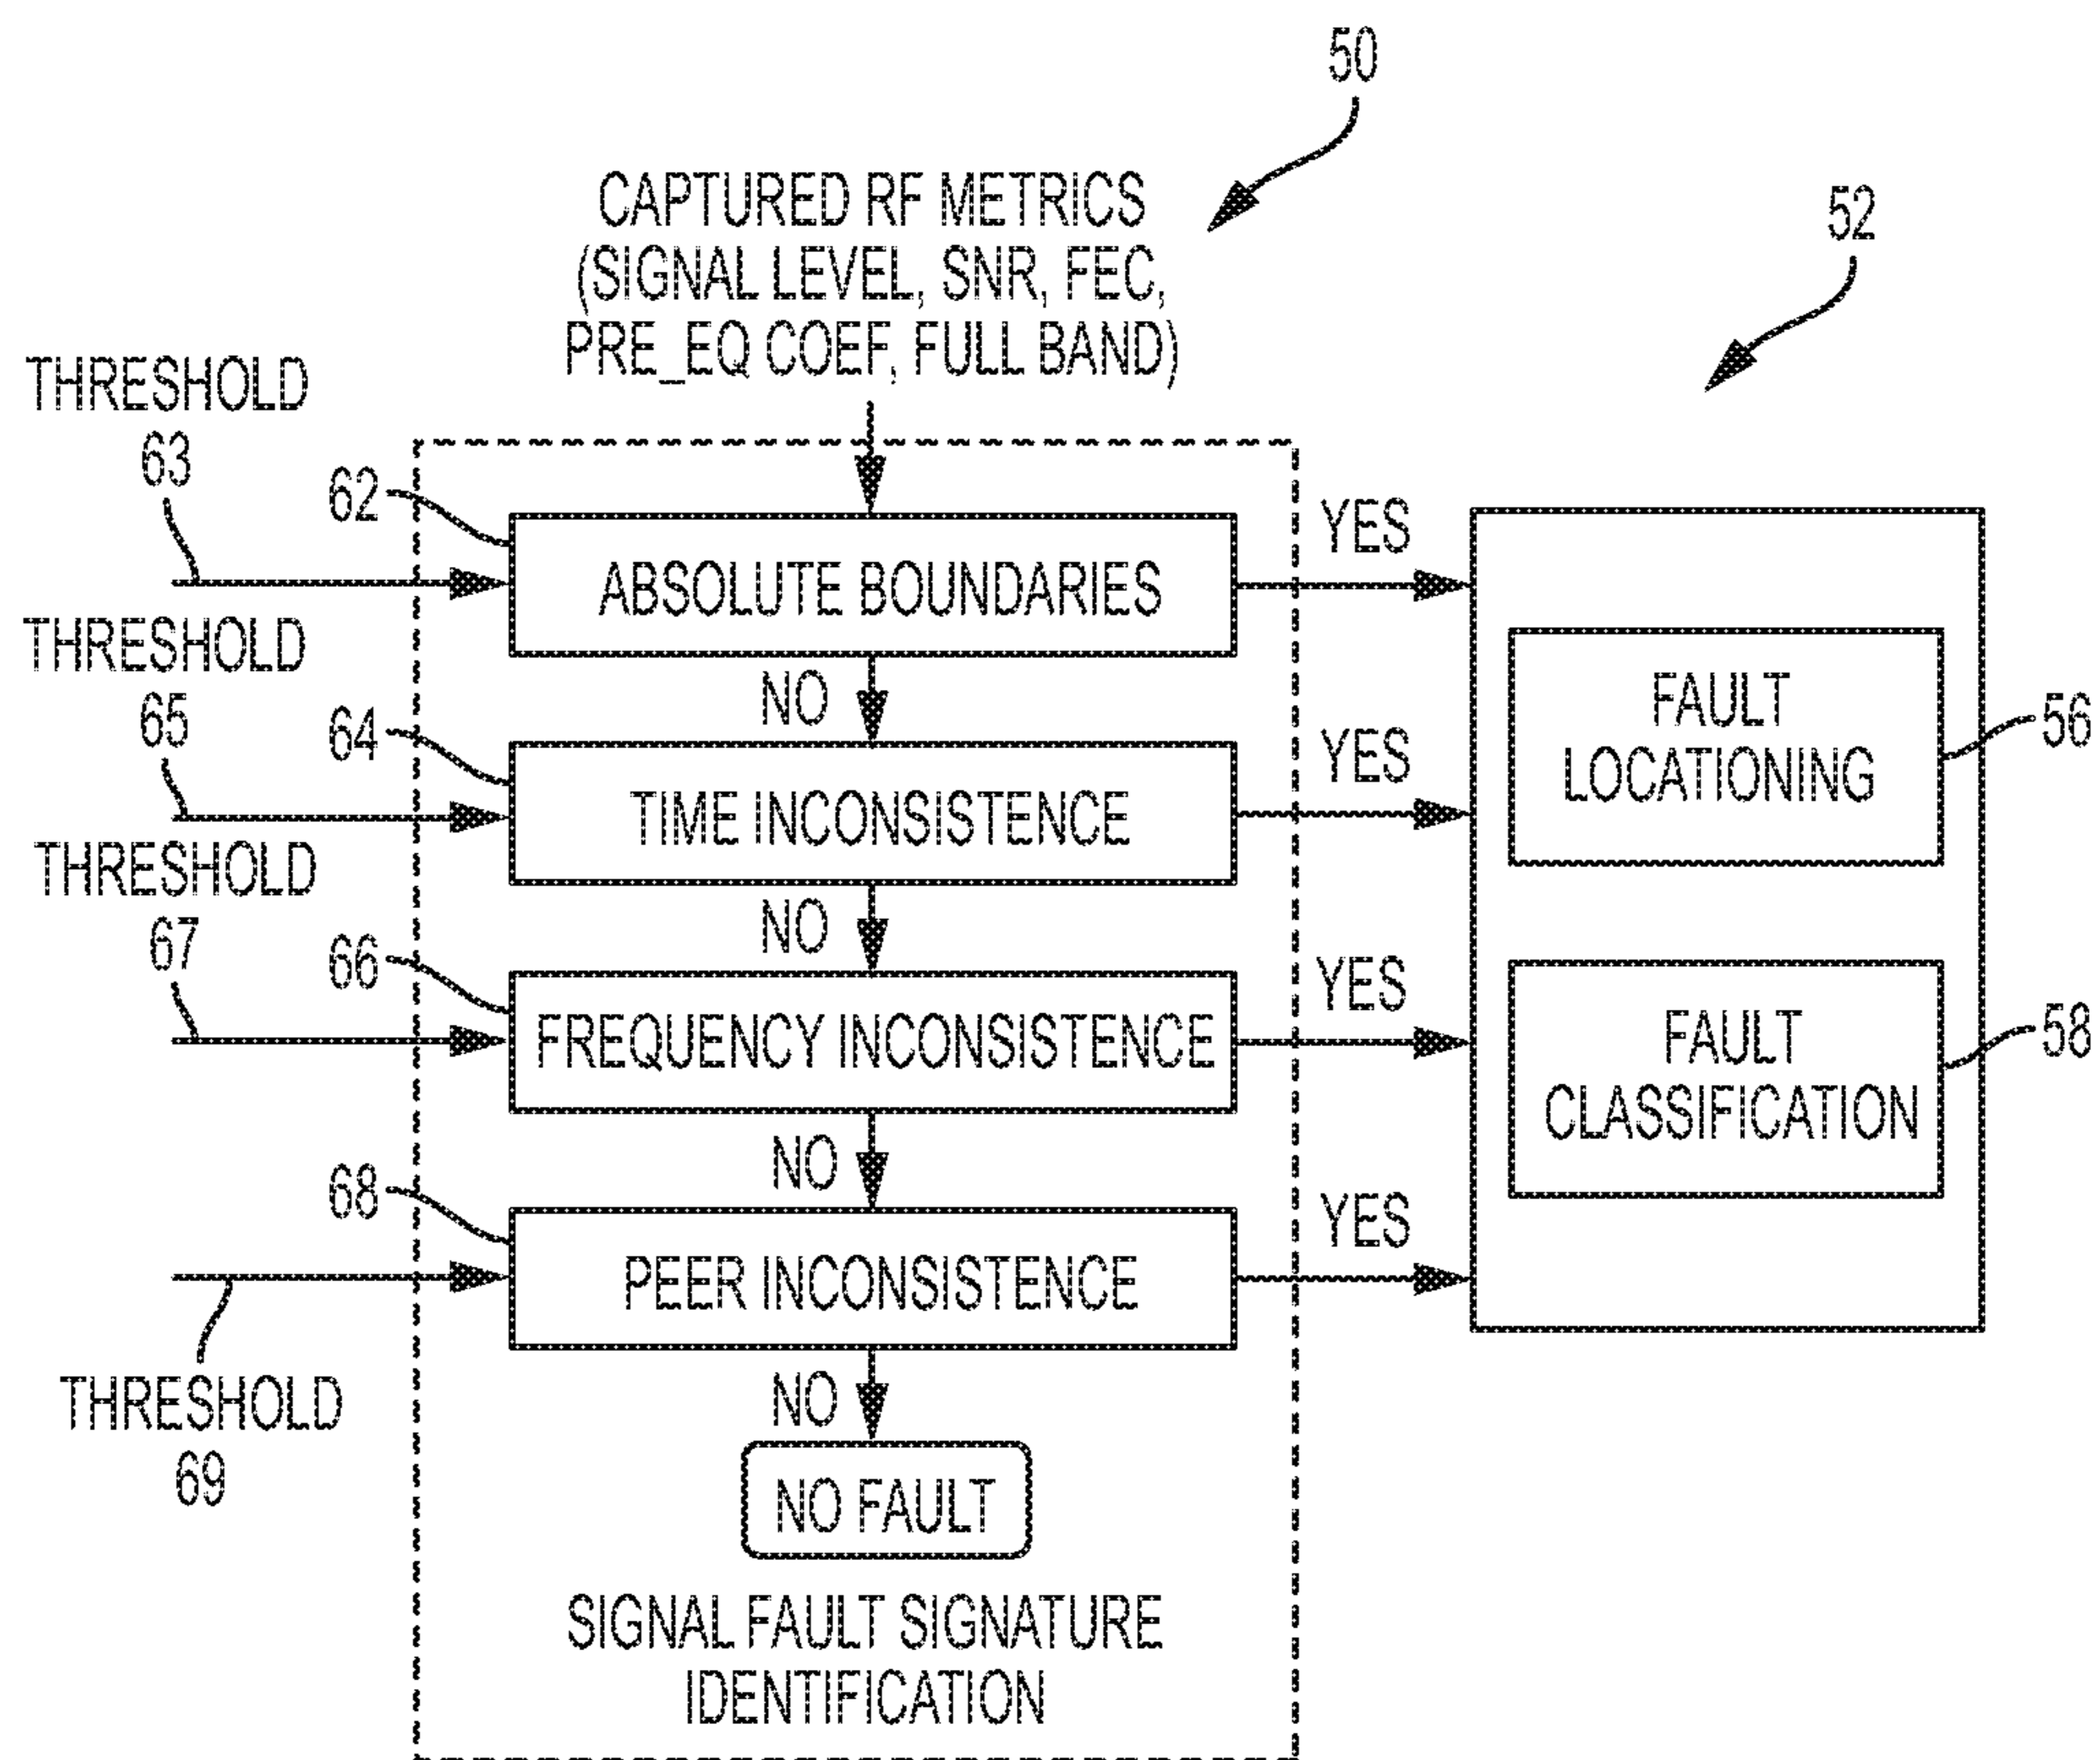 50
CAPTURED RF METRICS
(SIGNAL LEVEL, SNR, FEC,
PRE_EQ COEF, FULL BAND)
52
THRESHOLD
63
62
ABSOLUTE BOUNDARIES
YES
NO
THRESHOLD
65
64
TIME INCONSISTENCE
YES
NO
THRESHOLD
67
66
FREQUENCY INCONSISTENCE
YES
NO
68
PEER INCONSISTENCE
YES
NO
THRESHOLD
69
NO FAULT
SIGNAL FAULT SIGNATURE
IDENTIFICATION
FAULT
LOCATIONING
56
FAULT
CLASSIFICATION
58